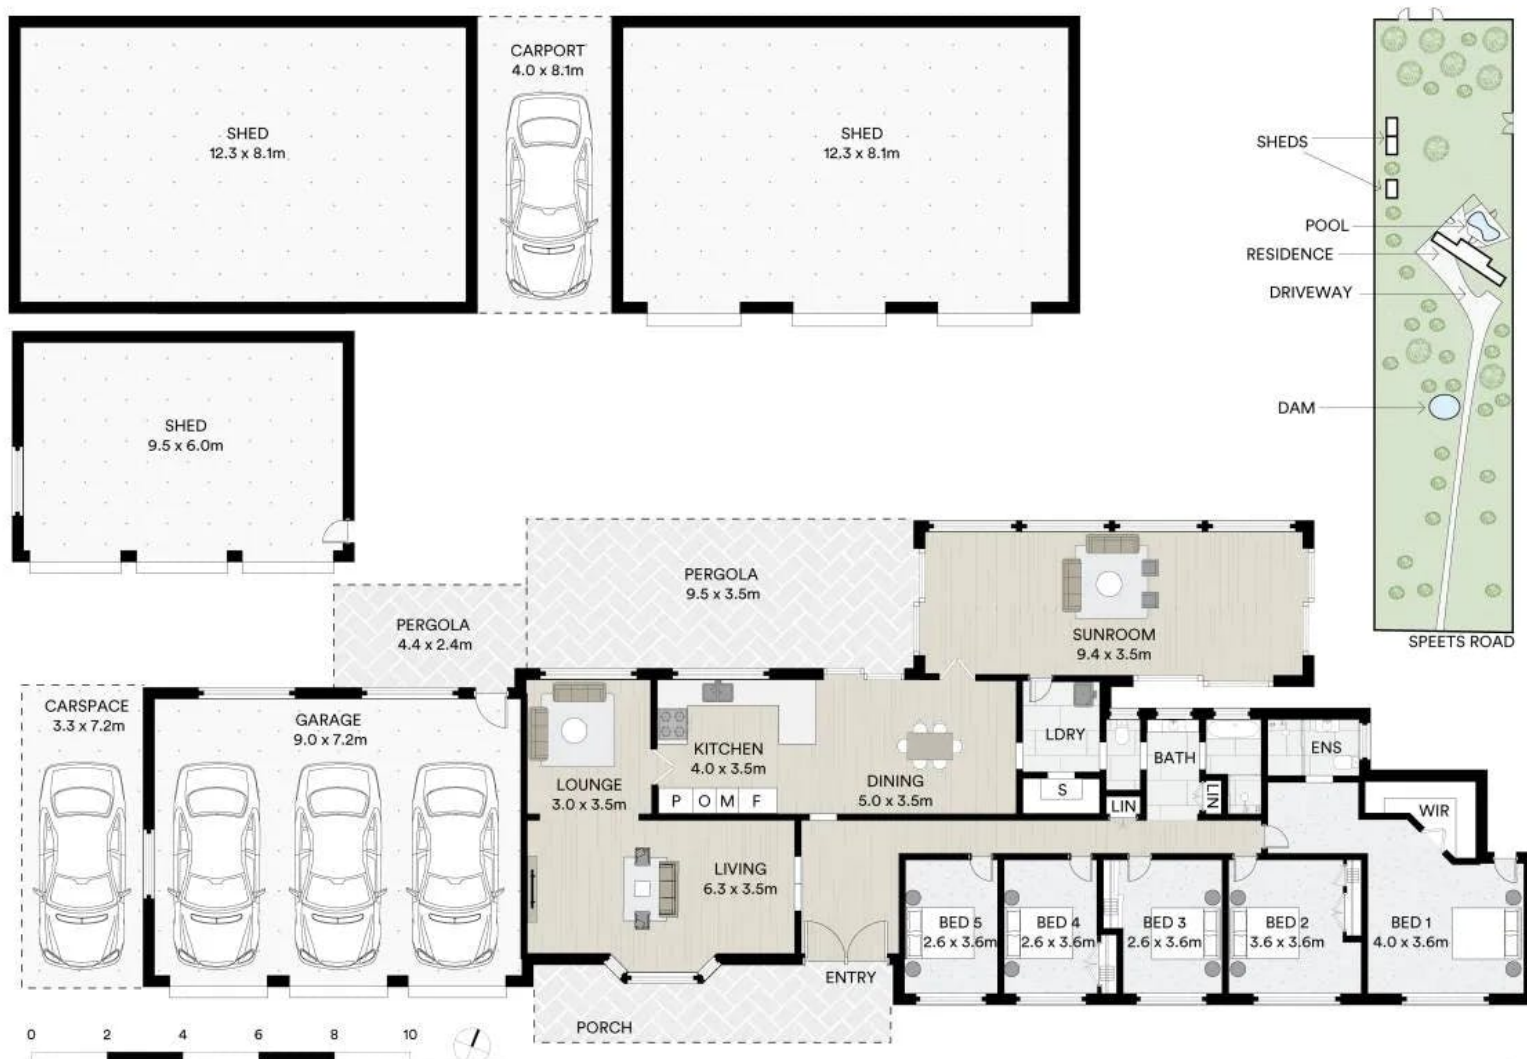 CARPORT
4.0 x 8.1m
SHED
12.3 x 8.1m
SHED
12.3 x 8.1m
SHEDS
POOL
RESIDENCE
DRIVEWAY
DAM
SPEETS ROAD
SHED
9.5 x 6.0m
PERGOLA
9.5 x 3.5m
PERGOLA
4.4 x 2.4m
SUNROOM
9.4 x 3.5m
CARSPACE
3.3 x 7.2m
GARAGE
9.0 x 7.2m
LOUNGE
3.0 x 3.5m
KITCHEN
4.0 x 3.5m
P O M F
DINING
5.0 x 3.5m
LDRY
S
LIN
BATH
LIN
ENS
WIR
LIVING
6.3 x 3.5m
BED 5
2.6 x 3.6m
BED 4
2.6 x 3.6m
BED 3
2.6 x 3.6m
BED 2
3.6 x 3.6m
BED 1
4.0 x 3.6m
ENTRY
PORCH
0 2 4 6 8 10